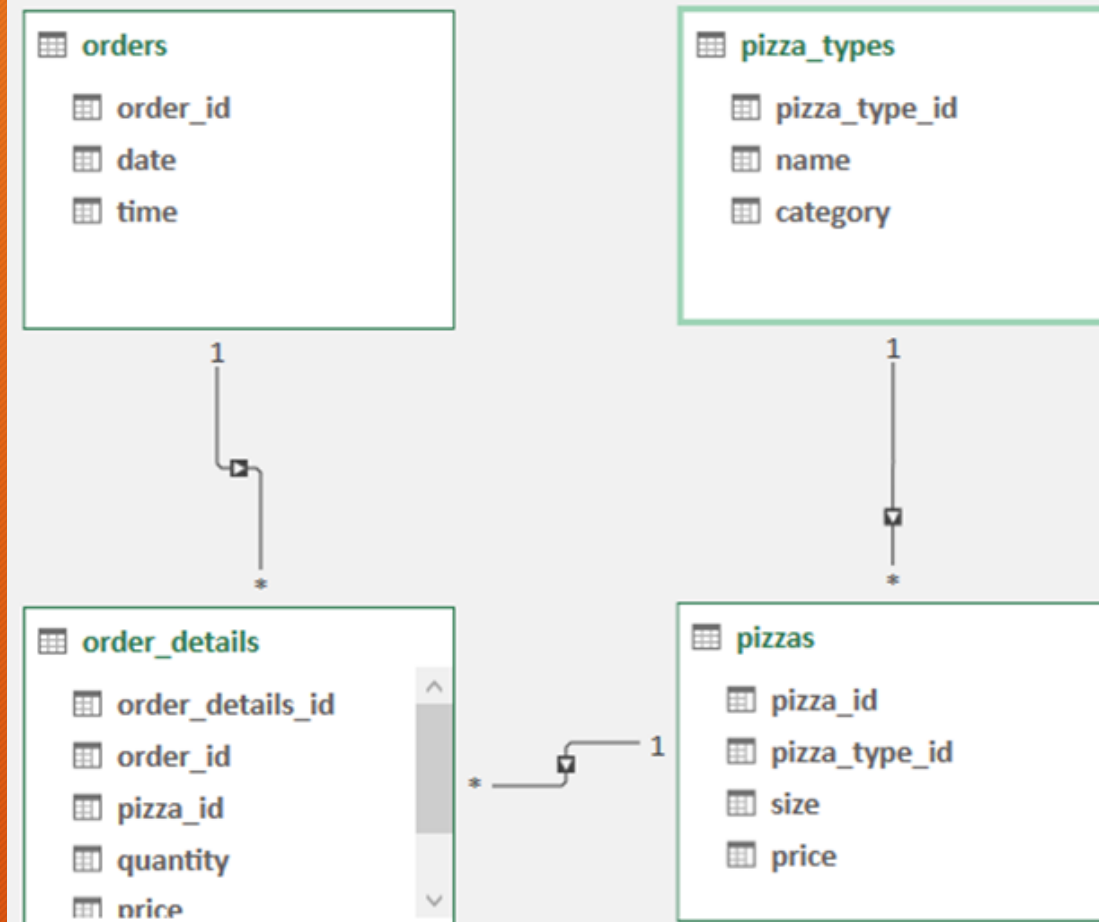 orders
order_id
date
time
pizza_types
pizza_type_id
name
category
1
*
1
*
order_details
order_details_id
order_id
pizza_id
quantity
price
*
1
pizzas
pizza_id
pizza_type_id
size
price